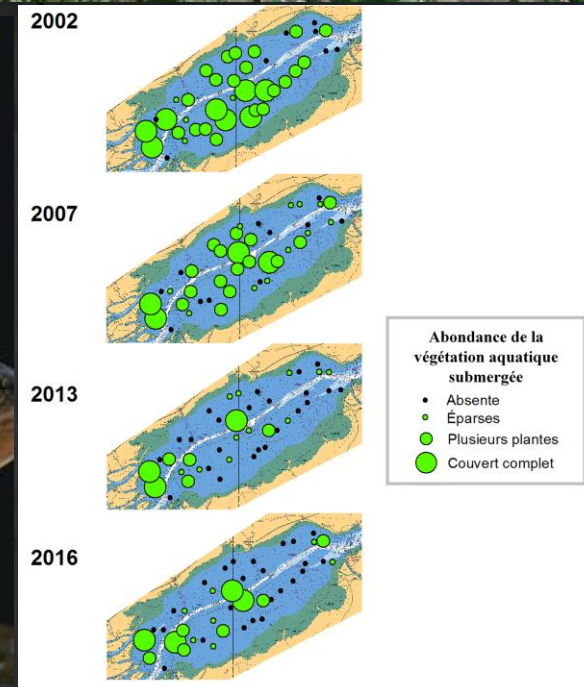 2002
2007
2013
2016
Abondance de la
végétation aquatique
submergée
Absente
Éparses
Plusieurs plantes
Couvert complet